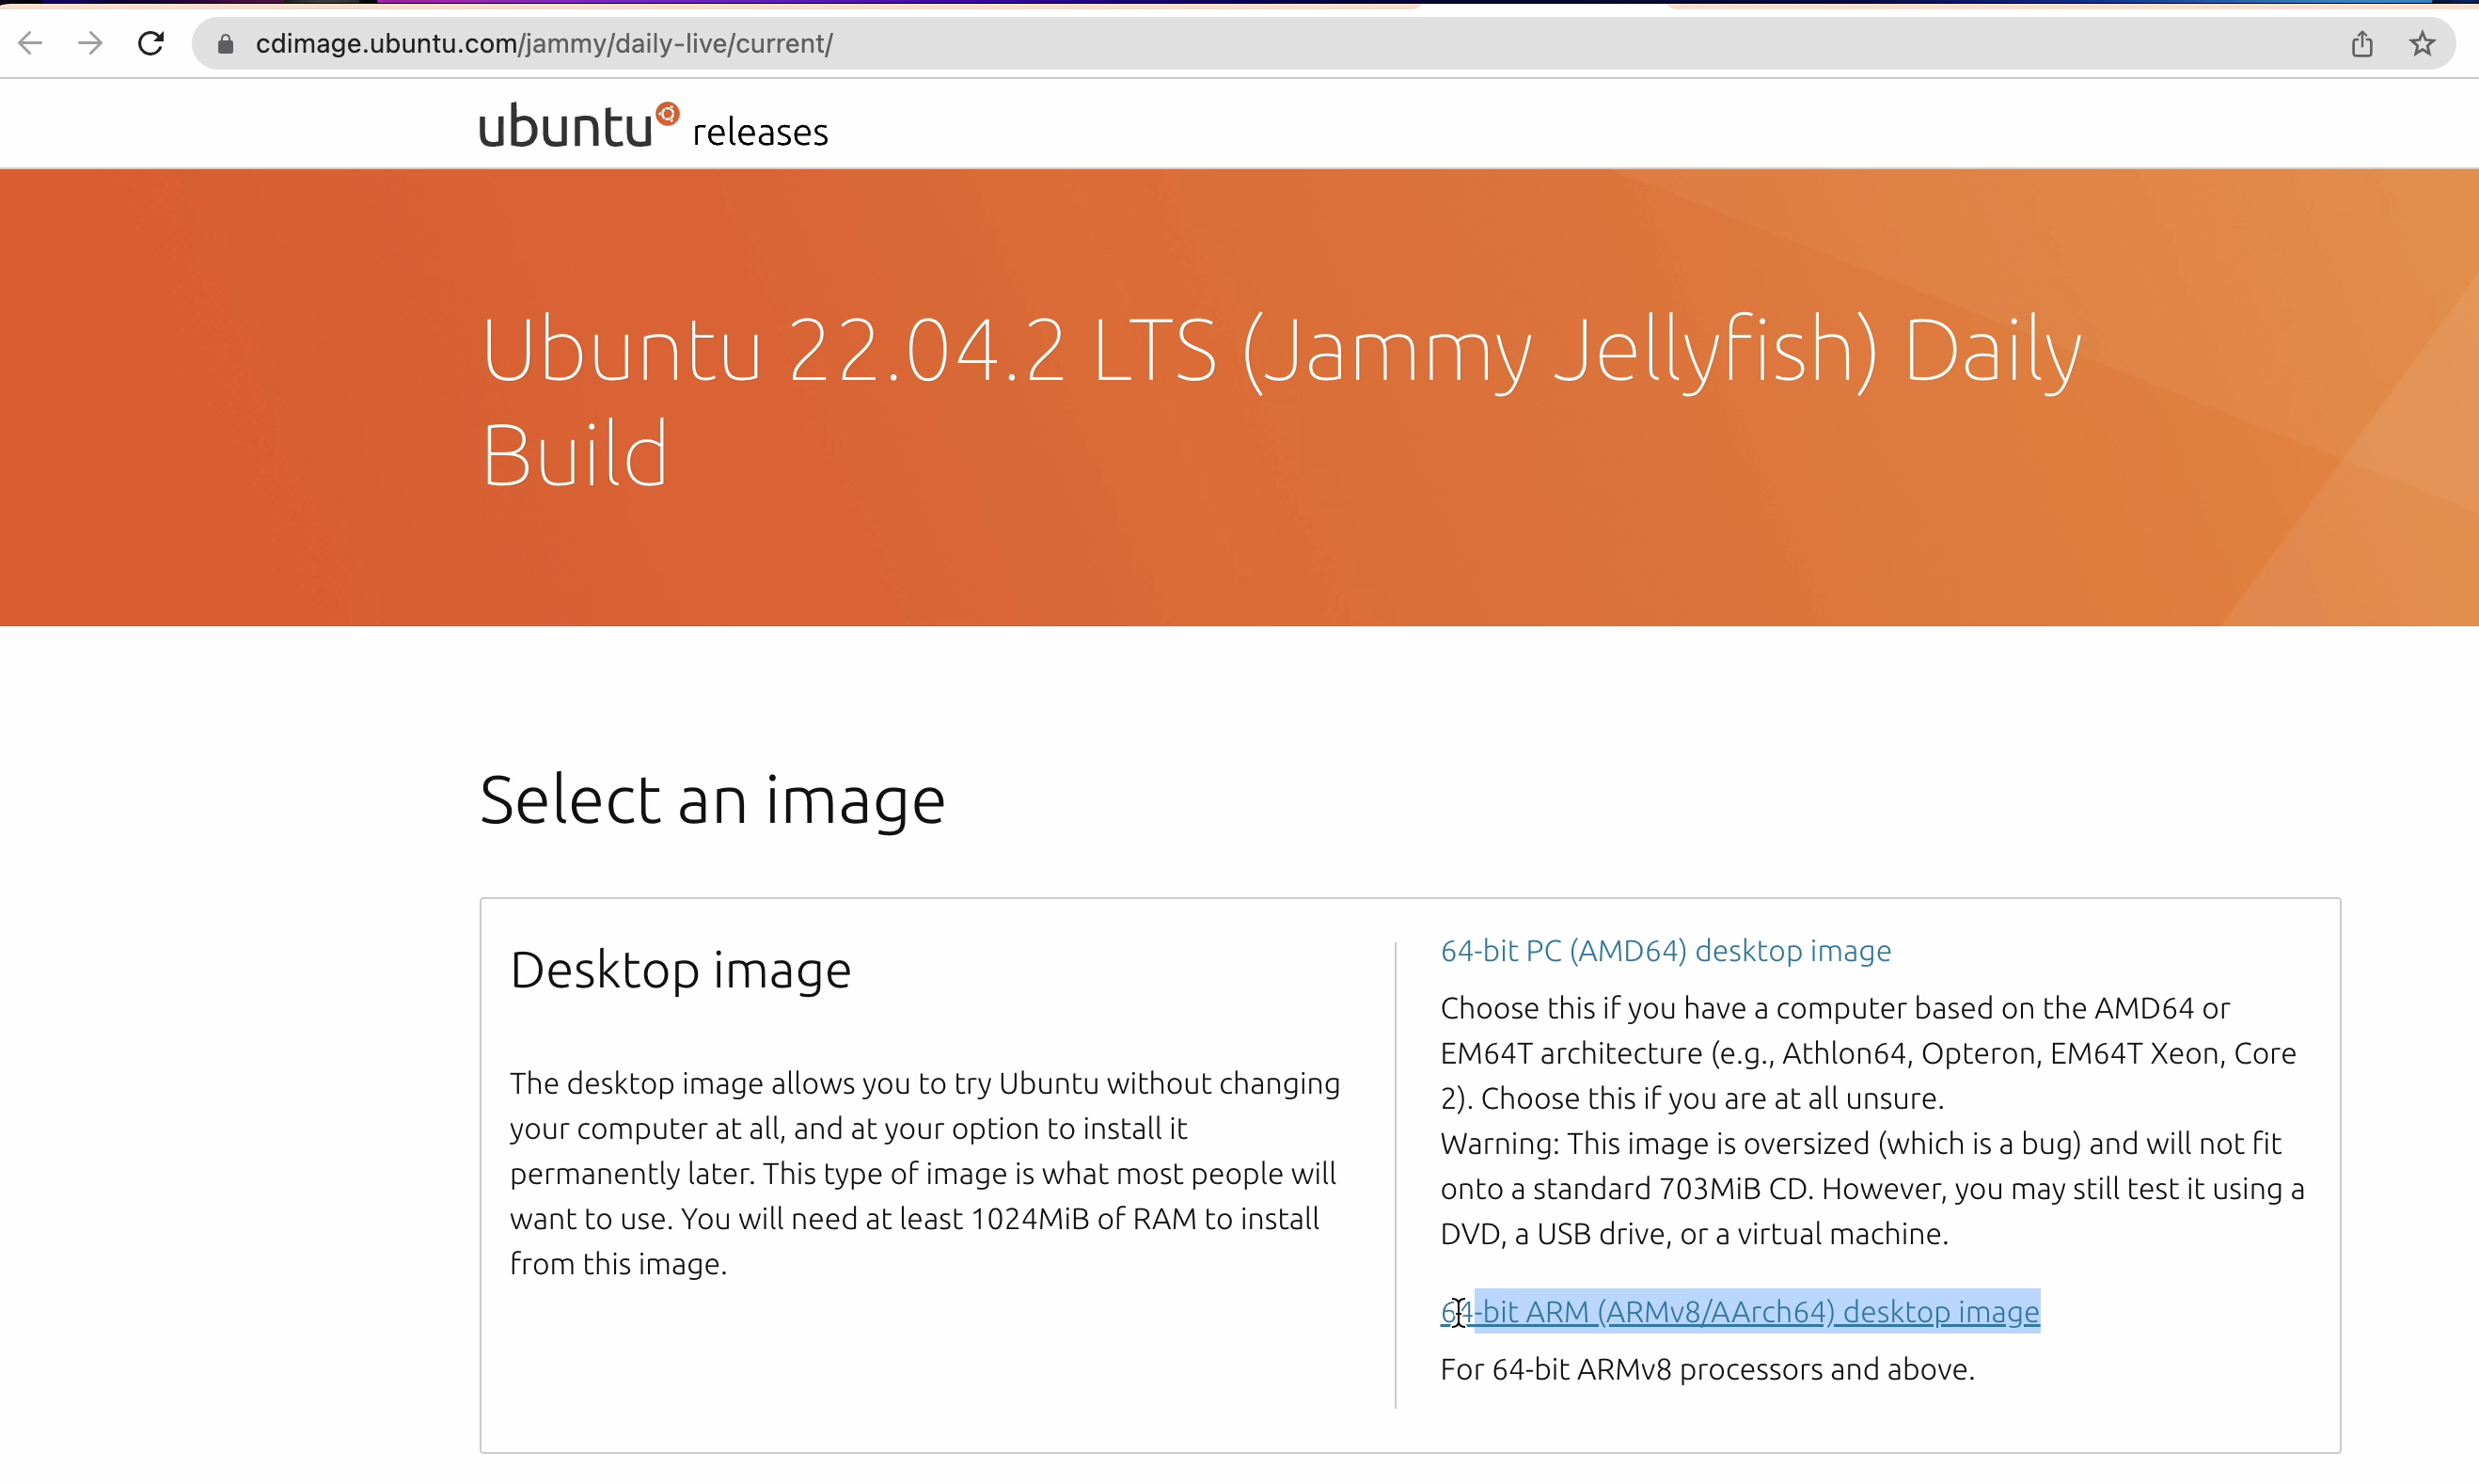 cdimage.ubuntu.com/jammy/daily-live/current/
ubuntu releases
Ubuntu 22.04.2 LTS (Jammy Jellyfish) Daily
Build
Select an image
Desktop image
The desktop image allows you to try Ubuntu without changing
your computer at all, and at your option to install it
permanently later. This type of image is what most people will
want to use. You will need at least 1024MiB of RAM to install
from this image.
64-bit PC (AMD64) desktop image
Choose this if you have a computer based on the AMD64 or
EM64T architecture (e.g., Athlon64, Opteron, EM64T Xeon, Core
2). Choose this if you are at all unsure.
Warning: This image is oversized (which is a bug) and will not fit
onto a standard 703MiB CD. However, you may still test it using a
DVD, a USB drive, or a virtual machine.
64-bit ARM (ARMv8/AArch64) desktop image
For 64-bit ARMv8 processors and above.